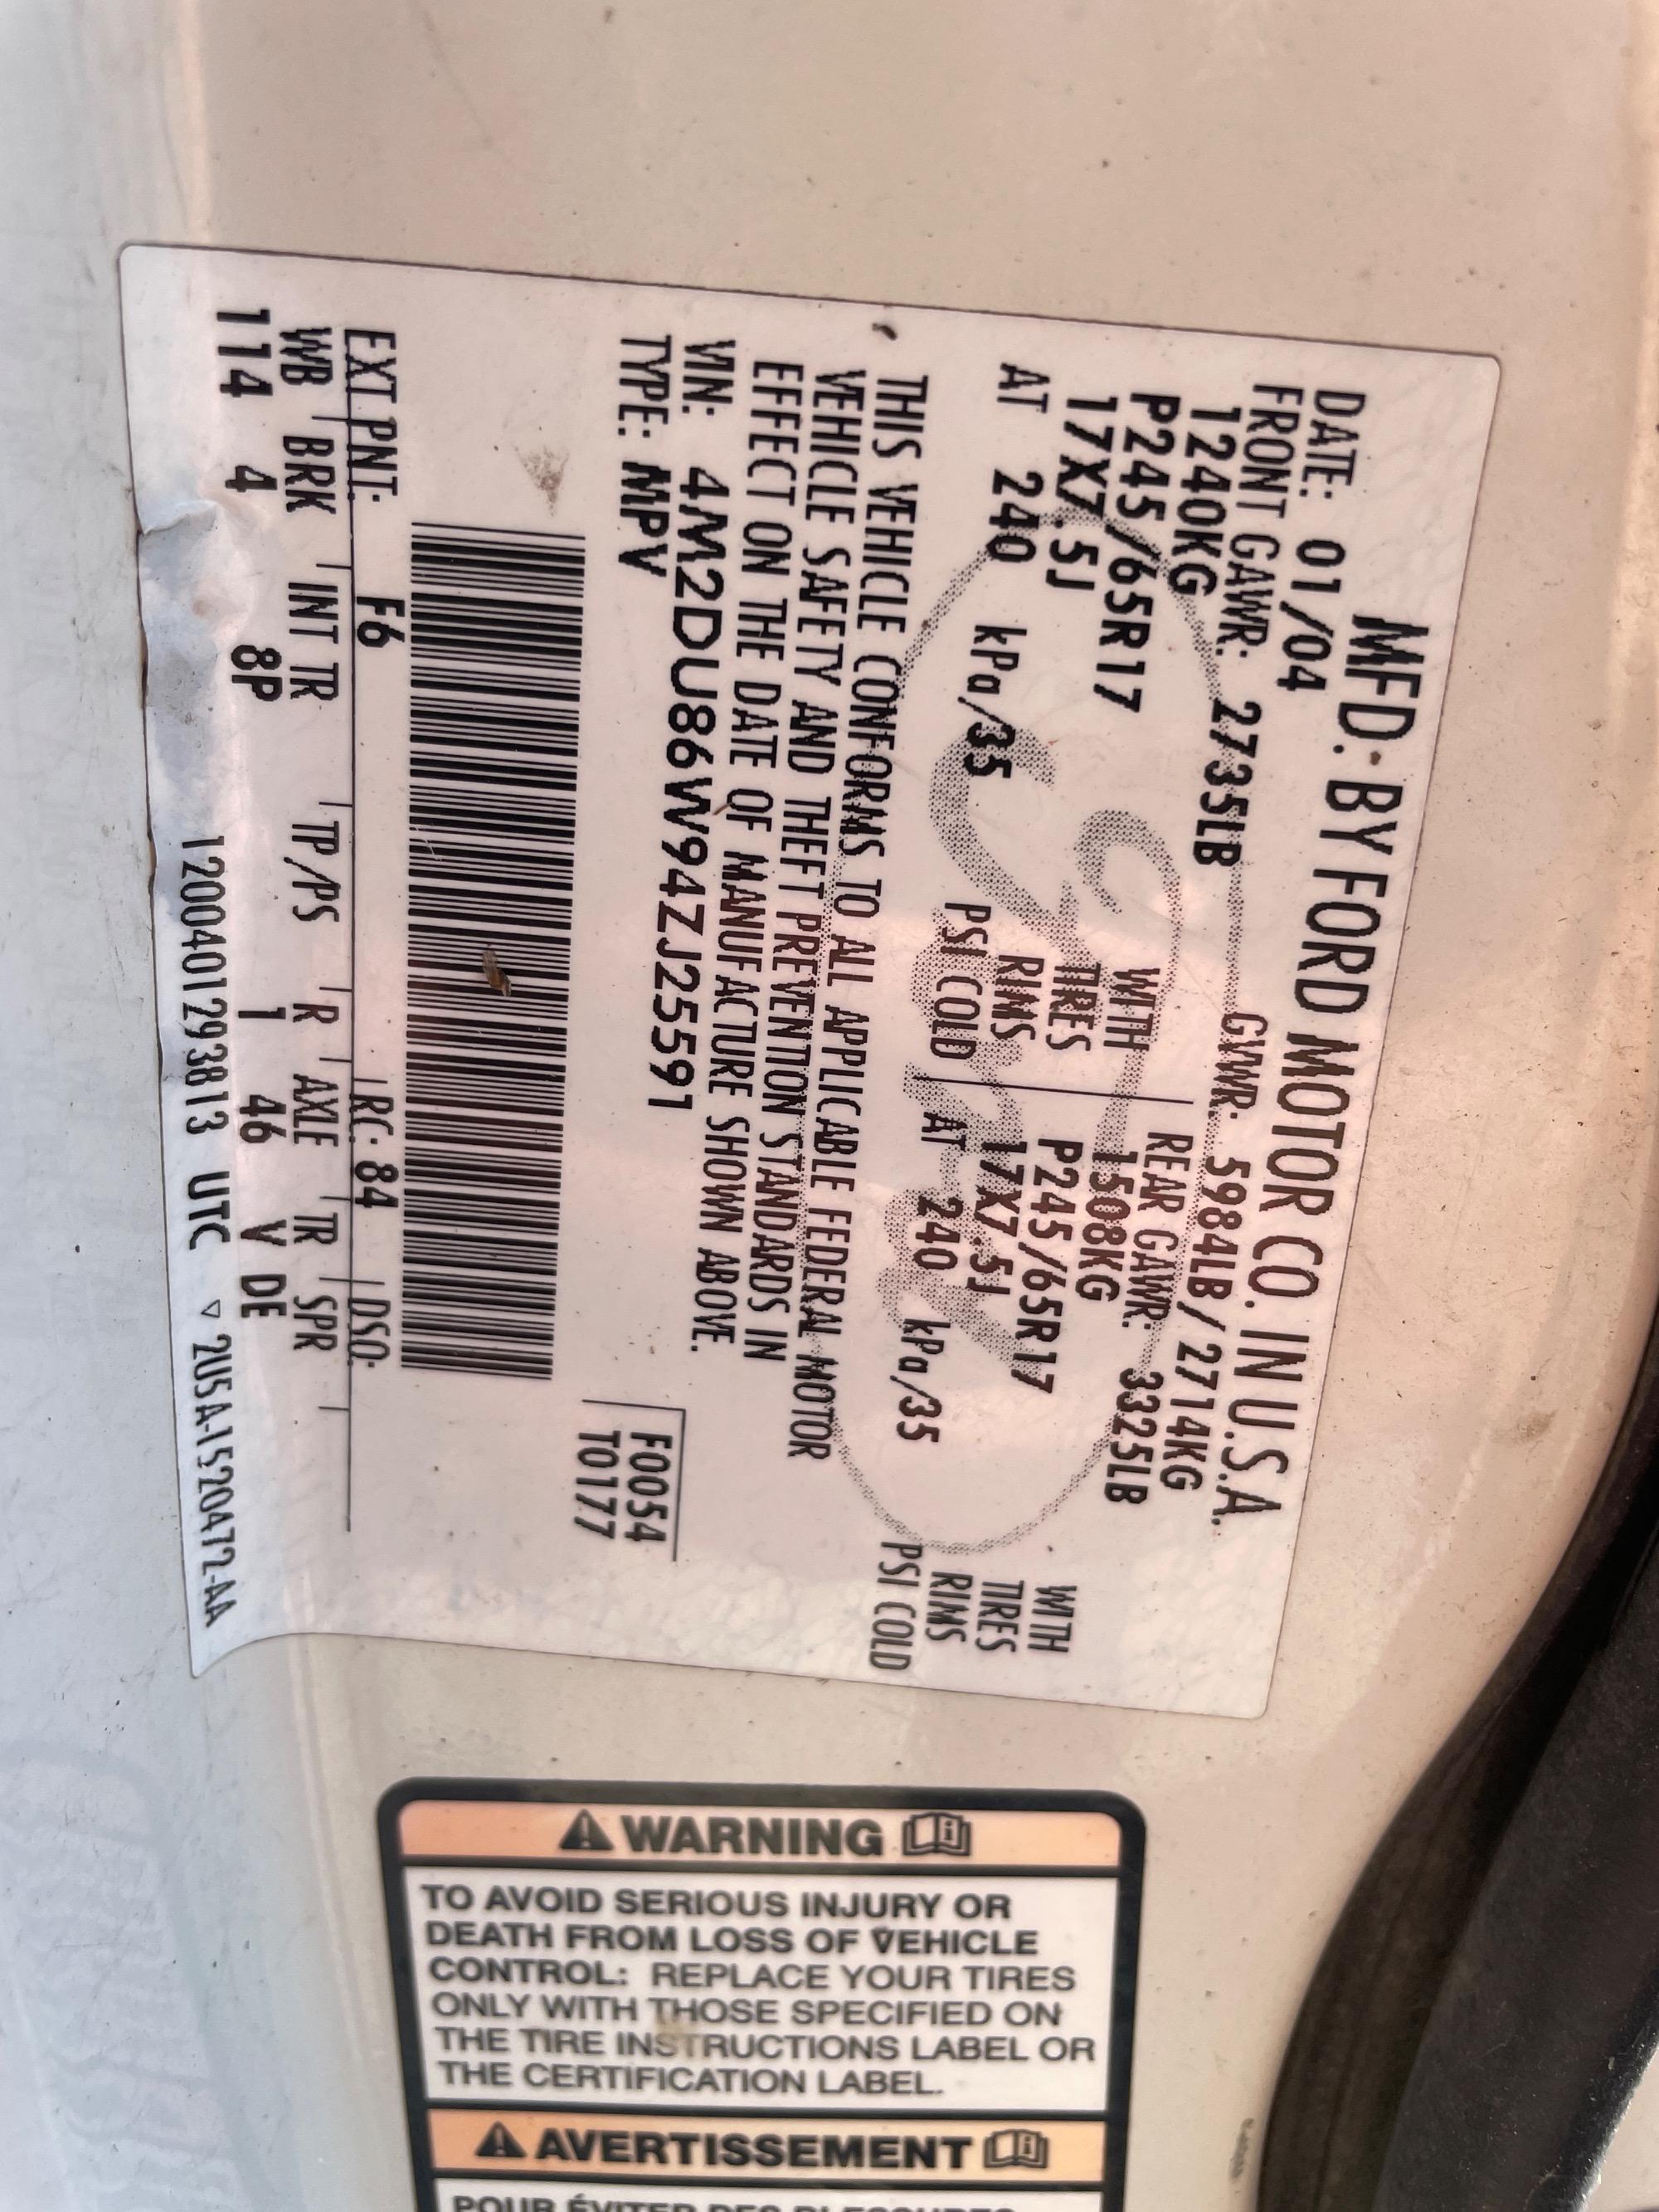 MFD. BY FORD MOTOR CO. IN U.S.A.
DATE: 01/04
GVWR: 5984LB / 2714KG
FRONT GAWR: 2735LB
REAR GAWR: 3325LB
1240KG WITH
1508KG WITH
P245/65R17 TIRES
P245/65R17 TIRES
17X7.5J RIMS
17X7.5J RIMS
AT 240 kPa/35 PSI COLD
AT 240 kPa/35 PSI COLD
THIS VEHICLE CONFORMS TO ALL APPLICABLE FEDERAL MOTOR
VEHICLE SAFETY AND THEFT PREVENTION STANDARDS IN
EFFECT ON THE DATE OF MANUFACTURE SHOWN ABOVE.
VIN: 4M2DU86W94ZJ25591
TYPE: MPV
F0054
T0177
EXT PNT: F6 RC: 84 DSO:
WB BRK INT TR TP/PS R AXLE TR SPR
114 4 8P 1 46 V DE
1200401293813 UTC ▽ 2U5A-1520472-AA
WARNING
TO AVOID SERIOUS INJURY OR
DEATH FROM LOSS OF VEHICLE
CONTROL: REPLACE YOUR TIRES
ONLY WITH THOSE SPECIFIED ON
THE TIRE INSTRUCTIONS LABEL OR
THE CERTIFICATION LABEL.
AVERTISSEMENT
POUR ÉVITER DES BLESSURES